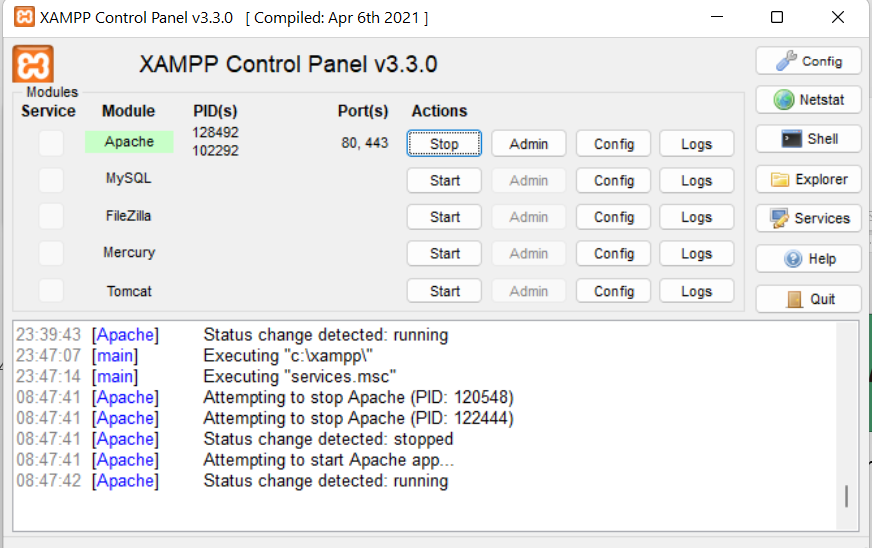 XAMPP Control Panel v3.3.0 [ Compiled: Apr 6th 2021 ]
XAMPP Control Panel v3.3.0
Config
Modules
Service Module PID(s) Port(s) Actions
Netstat
Apache 128492 102292 80, 443 Stop Admin Config Logs
Shell
MySQL Start Admin Config Logs
Explorer
FileZilla Start Admin Config Logs
Services
Mercury Start Admin Config Logs
Help
Tomcat Start Admin Config Logs
Quit
23:39:43 [Apache] Status change detected: running
23:47:07 [main] Executing "c:\xampp\"
23:47:14 [main] Executing "services.msc"
08:47:41 [Apache] Attempting to stop Apache (PID: 120548)
08:47:41 [Apache] Attempting to stop Apache (PID: 122444)
08:47:41 [Apache] Status change detected: stopped
08:47:41 [Apache] Attempting to start Apache app...
08:47:42 [Apache] Status change detected: running